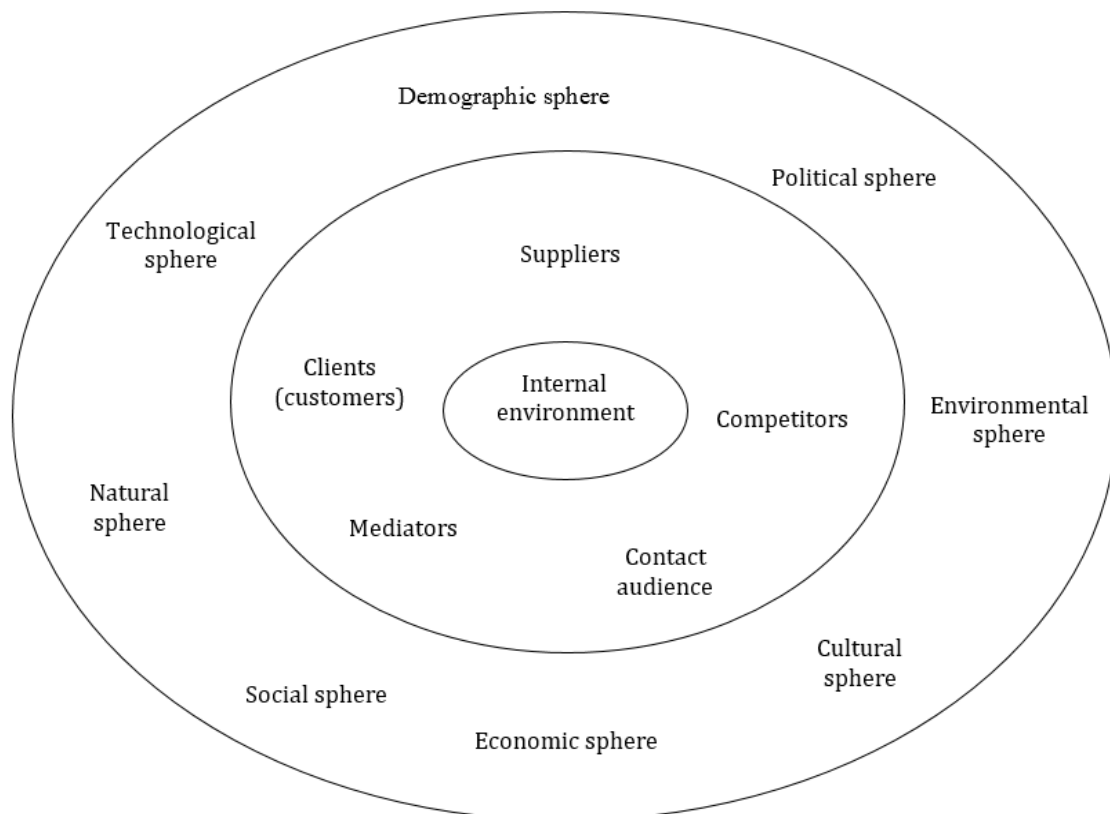 Demographic sphere
Political sphere
Technological
sphere
Suppliers
Clients
(customers)
Internal
environment
Competitors
Environmental
sphere
Natural
sphere
Mediators
Contact
audience
Cultural
sphere
Social sphere
Economic sphere